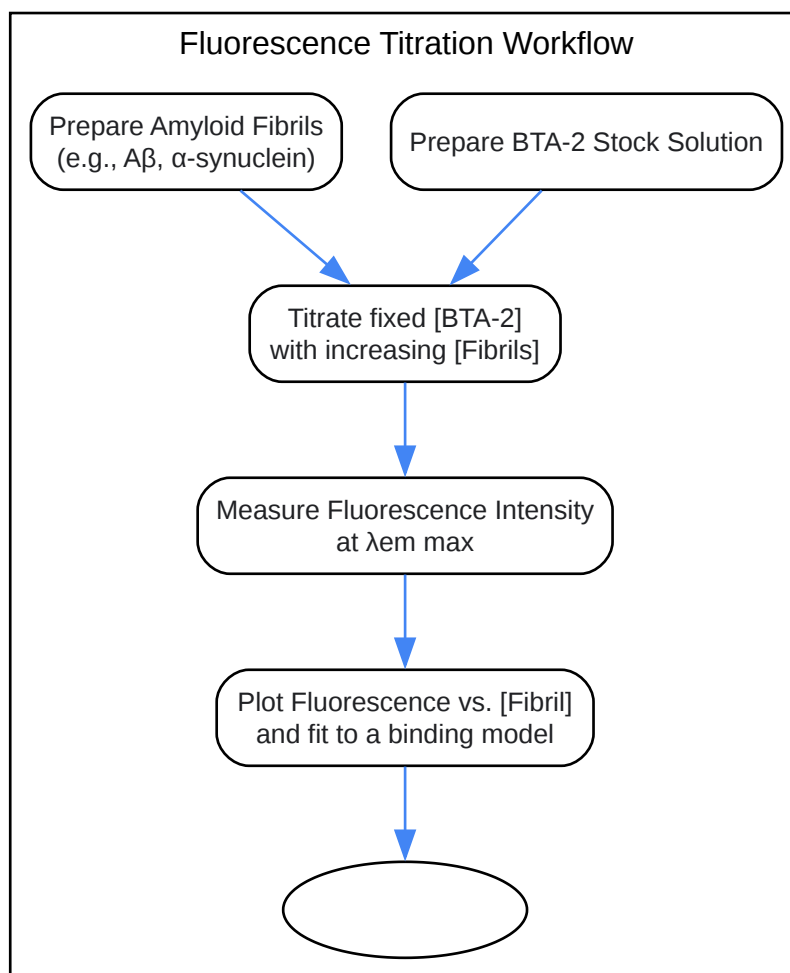 Fluorescence Titration Workflow
Prepare Amyloid Fibrils
(e.g., Aβ, α-synuclein)
Prepare BTA-2 Stock Solution
Titrate fixed [BTA-2]
with increasing [Fibrils]
Measure Fluorescence Intensity
at λem max
Plot Fluorescence vs. [Fibril]
and fit to a binding model